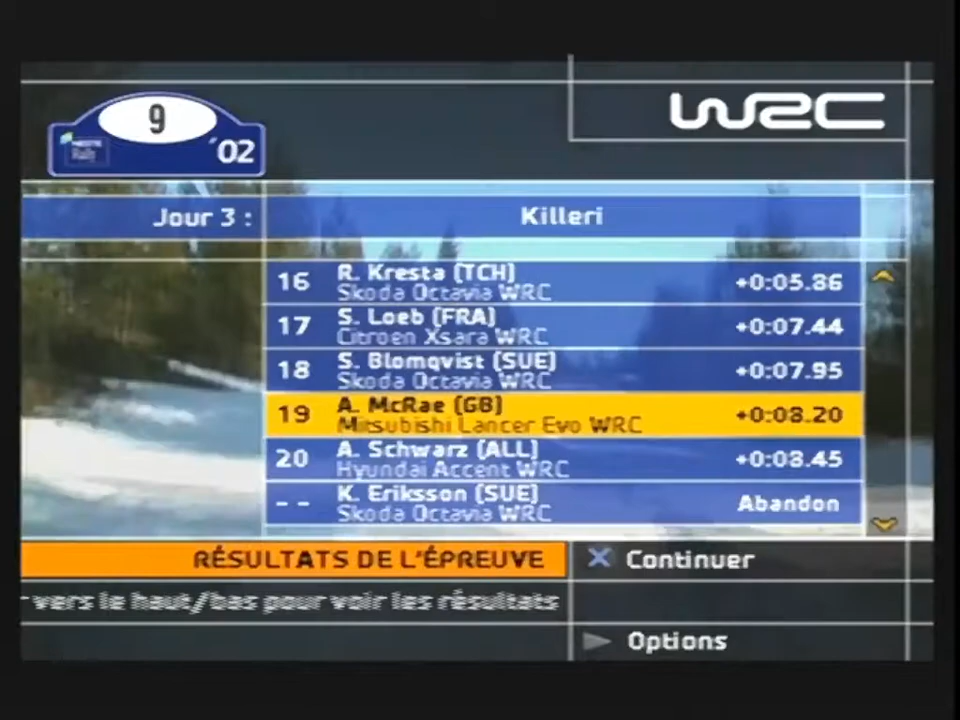 9
'02
WRC
Jour 3 :
Killeri
16 R. Kresta (TCH) +0:05.86
Skoda Octavia WRC
17 S. Loeb (FRA) +0:07.44
Citroen Xsara WRC
18 S. Blomqvist (SUE) +0:07.95
Skoda Octavia WRC
19 A. McRae (GB) +0:08.20
Mitsubishi Lancer Evo WRC
20 A. Schwarz (ALL) +0:08.45
Hyundai Accent WRC
-- K. Eriksson (SUE) Abandon
Skoda Octavia WRC
RÉSULTATS DE L'ÉPREUVE
Continuer
vers le haut/bas pour voir les résultats
Options